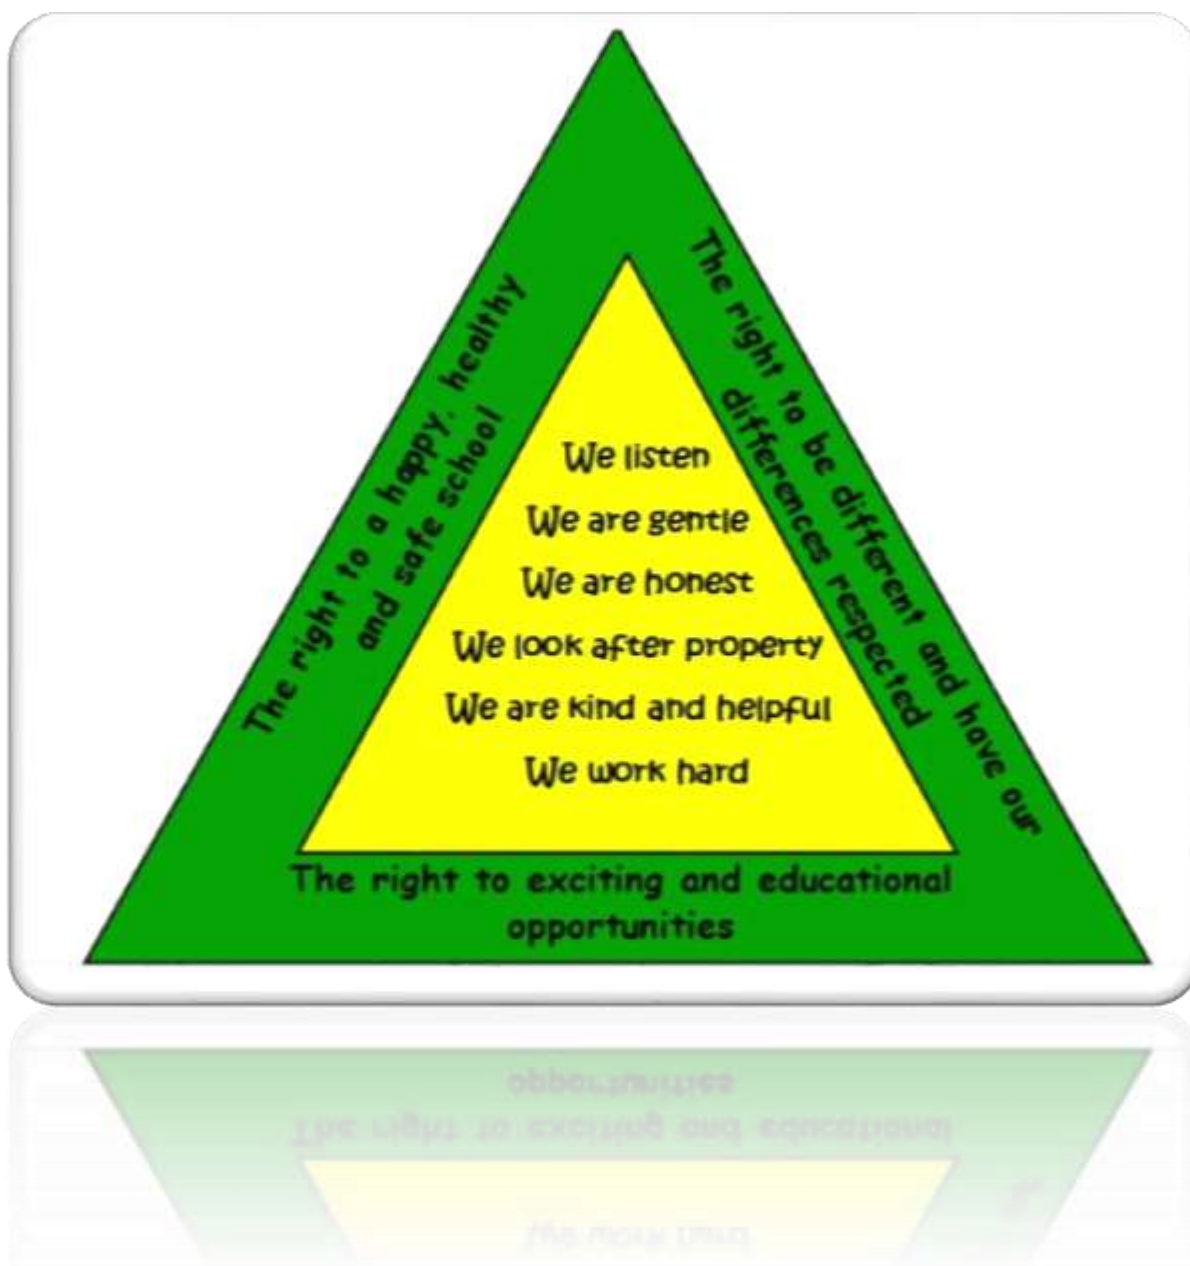 The right to a happy, healthy
and safe school
The right to be different and have our
differences respected
We listen
We are gentle
We are honest
We look after property
We are kind and helpful
We work hard
The right to exciting and educational
opportunities